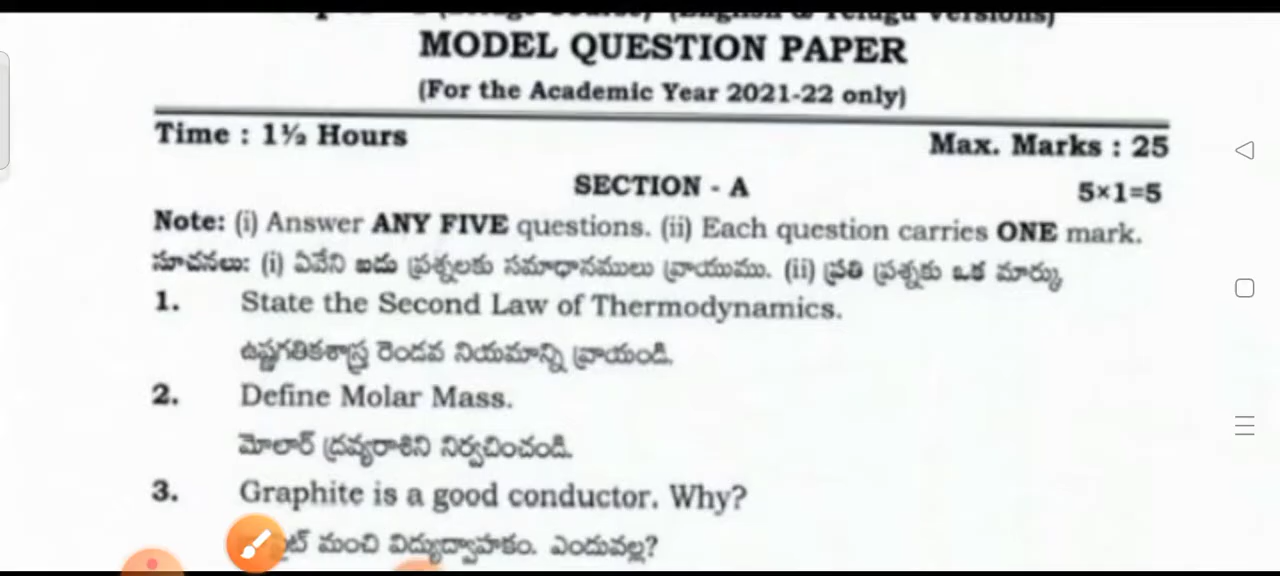 MODEL QUESTION PAPER
(For the Academic Year 2021-22 only)
Time : 1½ Hours Max. Marks : 25
SECTION - A 5×1=5
Note: (i) Answer ANY FIVE questions. (ii) Each question carries ONE mark.
సూచనలు: (i) ఏవేని ఐదు ప్రశ్నలకు సమాధానములు వ్రాయుము. (ii) ప్రతి ప్రశ్నకు ఒక మార్కు
1. State the Second Law of Thermodynamics.
ఉష్ణగతికశాస్త్ర రెండవ నియమాన్ని వ్రాయండి.
2. Define Molar Mass.
మోలార్ ద్రవ్యరాశిని నిర్వచించండి.
3. Graphite is a good conductor. Why?
మంచి విద్యుద్వాహకం. ఎందువల్ల?